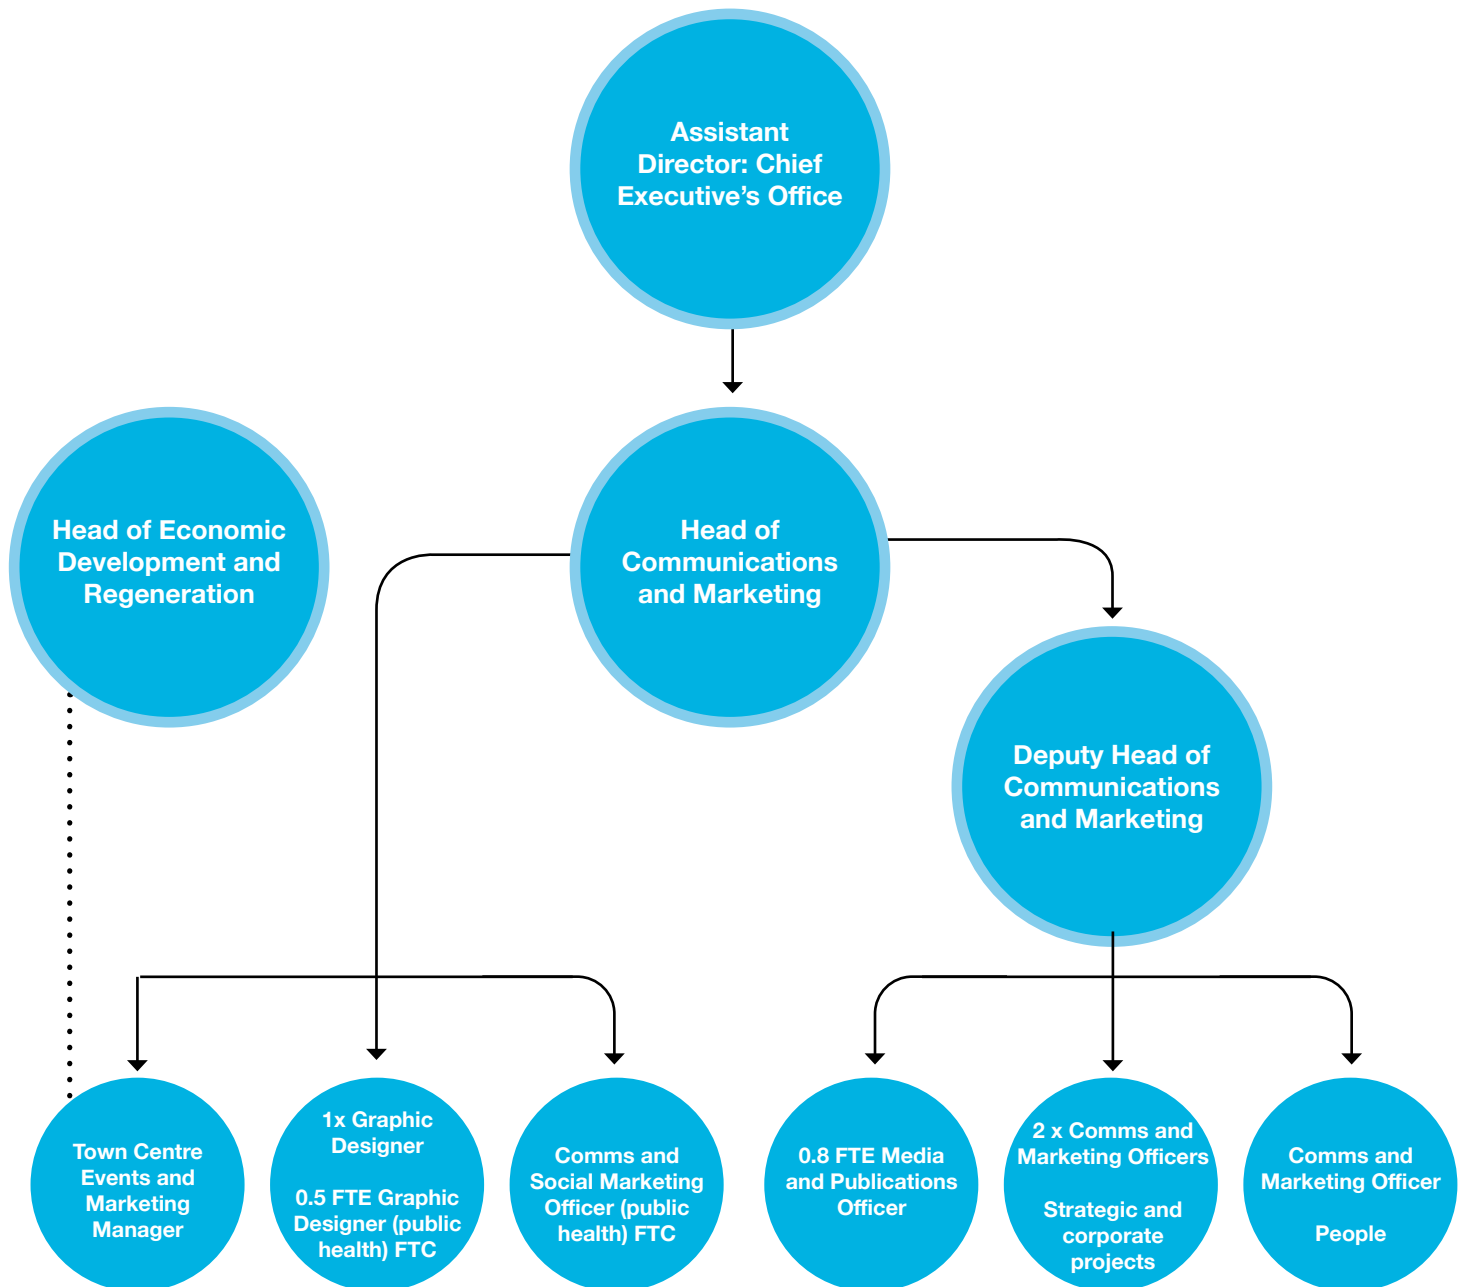 Assistant
Director: Chief
Executive’s Office
Head of Economic
Development and
Regeneration
Head of
Communications
and Marketing
Deputy Head of
Communications
and Marketing
Town Centre
Events and
Marketing
Manager
1x Graphic
Designer
0.5 FTE Graphic
Designer (public
health) FTC
Comms and
Social Marketing
Officer (public
health) FTC
0.8 FTE Media
and Publications
Officer
2 x Comms and
Marketing Officers
Strategic and
corporate
projects
Comms and
Marketing Officer
People